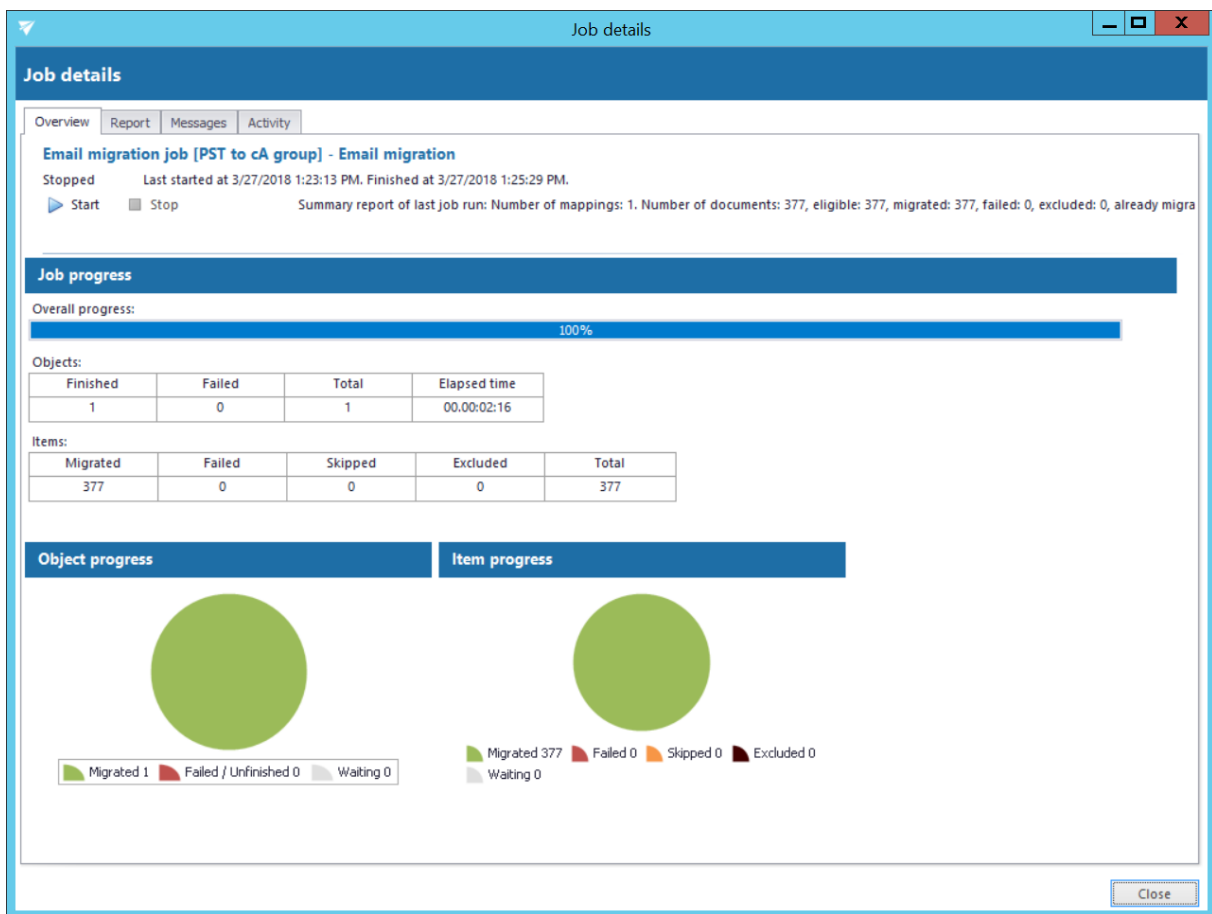 Job details
X
Job details
Overview Report Messages Activity
Email migration job [PST to cA group] - Email migration
Stopped Last started at 3/27/2018 1:23:13 PM. Finished at 3/27/2018 1:25:29 PM.
Start Stop Summary report of last job run: Number of mappings: 1. Number of documents: 377, eligible: 377, migrated: 377, failed: 0, excluded: 0, already migra
Job progress
Overall progress:
100%
Objects:
Finished Failed Total Elapsed time
1 0 1 00.00:02:16
Items:
Migrated Failed Skipped Excluded Total
377 0 0 0 377
Object progress Item progress
Migrated 377 Failed 0 Skipped 0 Excluded 0
Migrated 1 Failed / Unfinished 0 Waiting 0 Waiting 0
Close